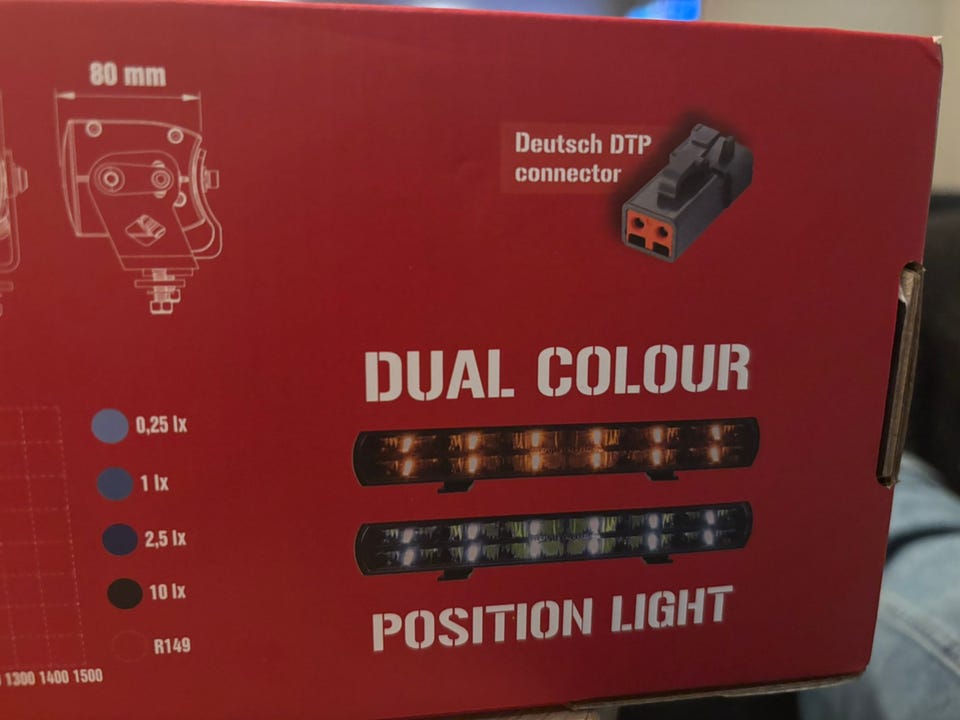 80 mm
Deutsch DTP
connector
DUAL COLOUR
0,25 lx
1 lx
2,5 lx
10 lx
R149
POSITION LIGHT
1300 1400 1500